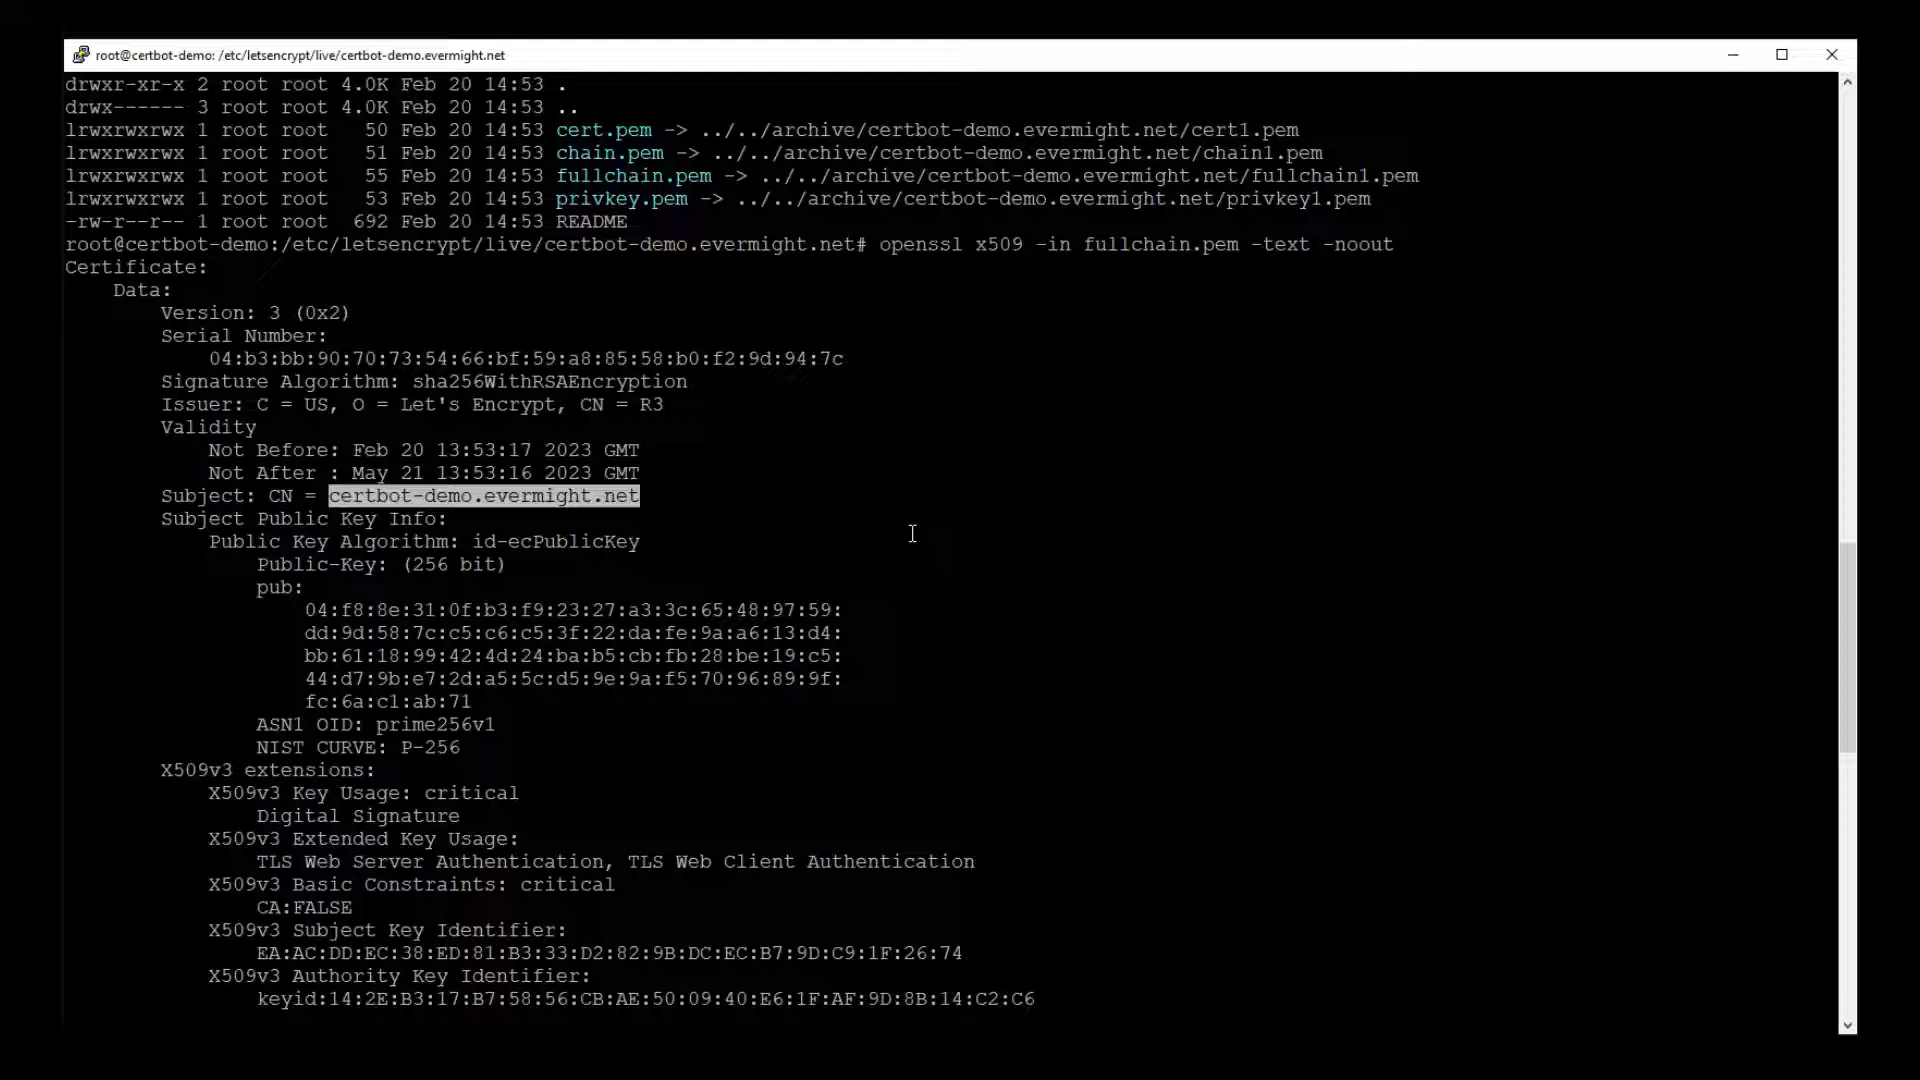 root@certbot-demo: /etc/letsencrypt/live/certbot-demo.evermight.net
drwxr-xr-x 2 root root 4.0K Feb 20 14:53 .
drwx------ 3 root root 4.0K Feb 20 14:53 ..
lrwxrwxrwx 1 root root   50 Feb 20 14:53 cert.pem -> ../../archive/certbot-demo.evermight.net/cert1.pem
lrwxrwxrwx 1 root root   51 Feb 20 14:53 chain.pem -> ../../archive/certbot-demo.evermight.net/chain1.pem
lrwxrwxrwx 1 root root   55 Feb 20 14:53 fullchain.pem -> ../../archive/certbot-demo.evermight.net/fullchain1.pem
lrwxrwxrwx 1 root root   53 Feb 20 14:53 privkey.pem -> ../../archive/certbot-demo.evermight.net/privkey1.pem
-rw-r--r-- 1 root root  692 Feb 20 14:53 README
root@certbot-demo:/etc/letsencrypt/live/certbot-demo.evermight.net# openssl x509 -in fullchain.pem -text -noout
Certificate:
    Data:
        Version: 3 (0x2)
        Serial Number:
            04:b3:bb:90:70:73:54:66:bf:59:a8:85:58:b0:f2:9d:94:7c
        Signature Algorithm: sha256WithRSAEncryption
        Issuer: C = US, O = Let's Encrypt, CN = R3
        Validity
            Not Before: Feb 20 13:53:17 2023 GMT
            Not After : May 21 13:53:16 2023 GMT
        Subject: CN = certbot-demo.evermight.net
        Subject Public Key Info:
            Public Key Algorithm: id-ecPublicKey
                Public-Key: (256 bit)
                pub:
                    04:f8:8e:31:0f:b3:f9:23:27:a3:3c:65:48:97:59:
                    dd:9d:58:7c:c5:c6:c5:3f:22:da:fe:9a:a6:13:d4:
                    bb:61:18:99:42:4d:24:ba:b5:cb:fb:28:be:19:c5:
                    44:d7:9b:e7:2d:a5:5c:d5:9e:9a:f5:70:96:89:9f:
                    fc:6a:c1:ab:71
                ASN1 OID: prime256v1
                NIST CURVE: P-256
        X509v3 extensions:
            X509v3 Key Usage: critical
                Digital Signature
            X509v3 Extended Key Usage:
                TLS Web Server Authentication, TLS Web Client Authentication
            X509v3 Basic Constraints: critical
                CA:FALSE
            X509v3 Subject Key Identifier:
                EA:AC:DD:EC:38:ED:81:B3:33:D2:82:9B:DC:EC:B7:9D:C9:1F:26:74
            X509v3 Authority Key Identifier:
                keyid:14:2E:B3:17:B7:58:56:CB:AE:50:09:40:E6:1F:AF:9D:8B:14:C2:C6